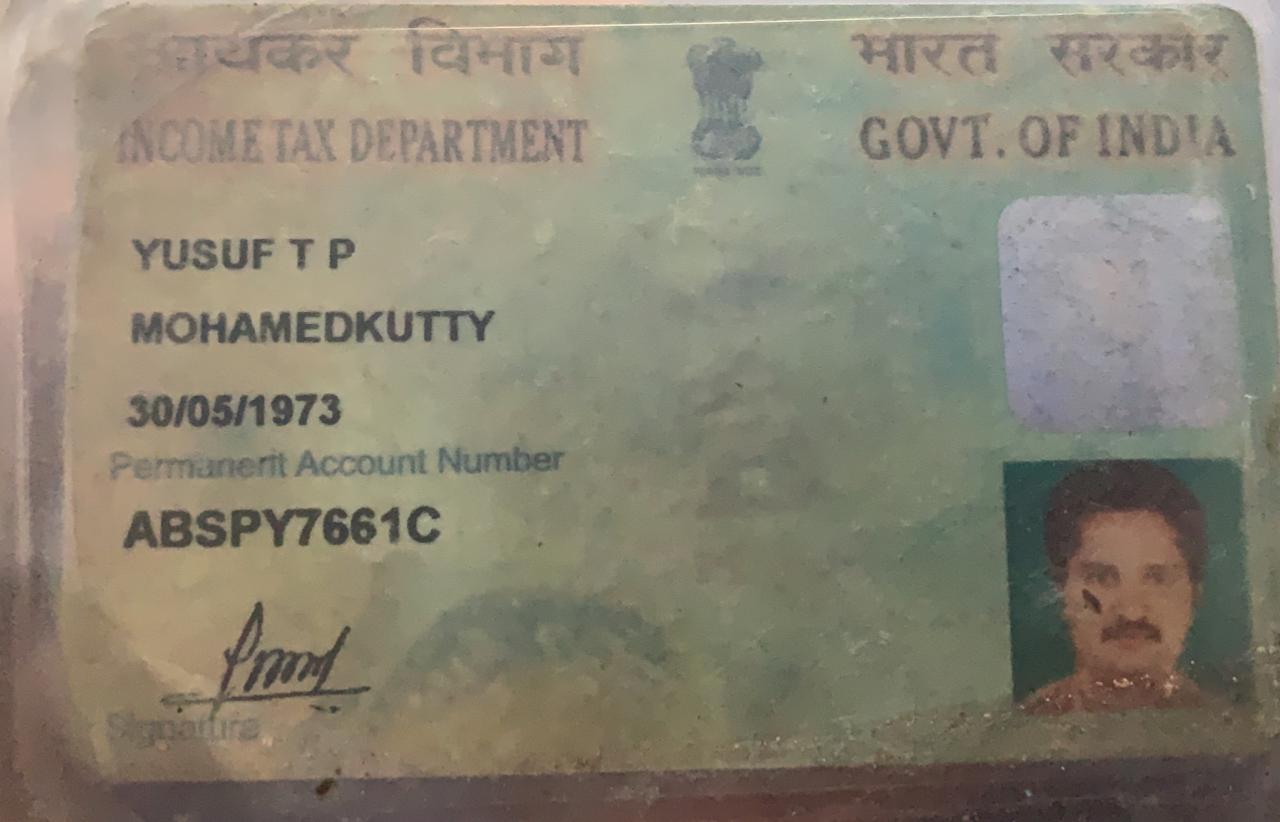 आयकर विभाग
INCOME TAX DEPARTMENT
भारत सरकार
GOVT. OF INDIA
YUSUF T P
MOHAMEDKUTTY
30/05/1973
Permanent Account Number
ABSPY7661C
Signature